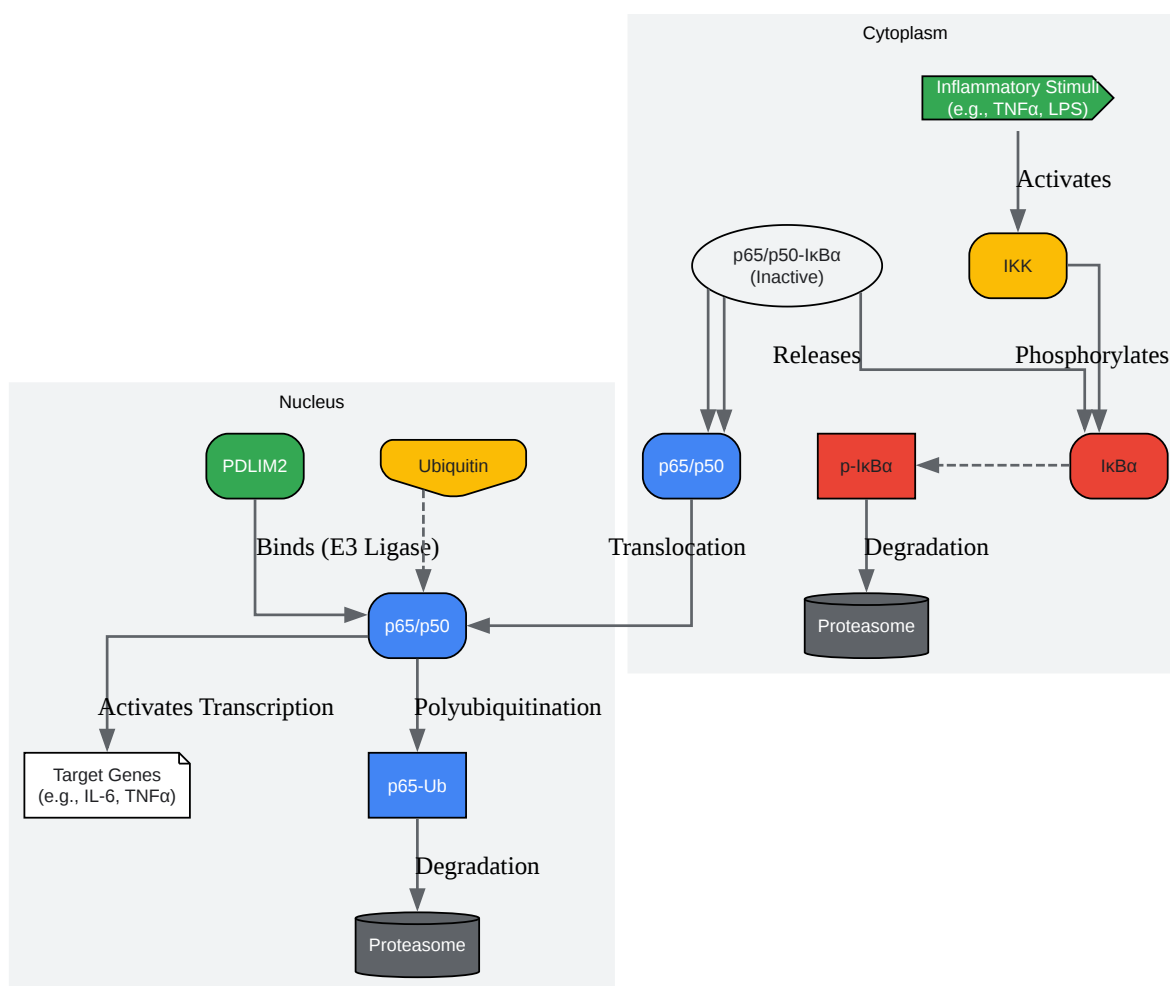 Cytoplasm
Inflammatory Stimuli
(e.g., TNFα, LPS)
Activates
p65/p50-IκBα
(Inactive)
IKK
Releases
Phosphorylates
Nucleus
PDLIM2
Ubiquitin
p65/p50
p-IκBα
IκBα
Binds (E3 Ligase)
Translocation
Degradation
p65/p50
Proteasome
Activates Transcription
Polyubiquitination
Target Genes
(e.g., IL-6, TNFα)
p65-Ub
Degradation
Proteasome